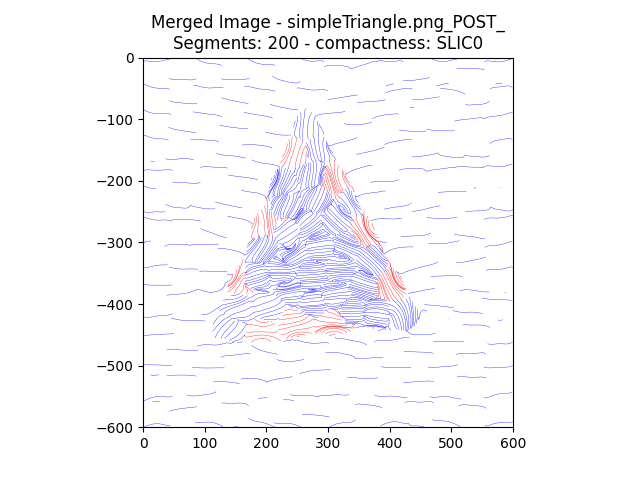 Merged Image - simpleTriangle.png_POST_
Segments: 200 - compactness: SLIC0
0
−100
−200
−300
−400
−500
−600
0 100 200 300 400 500 600